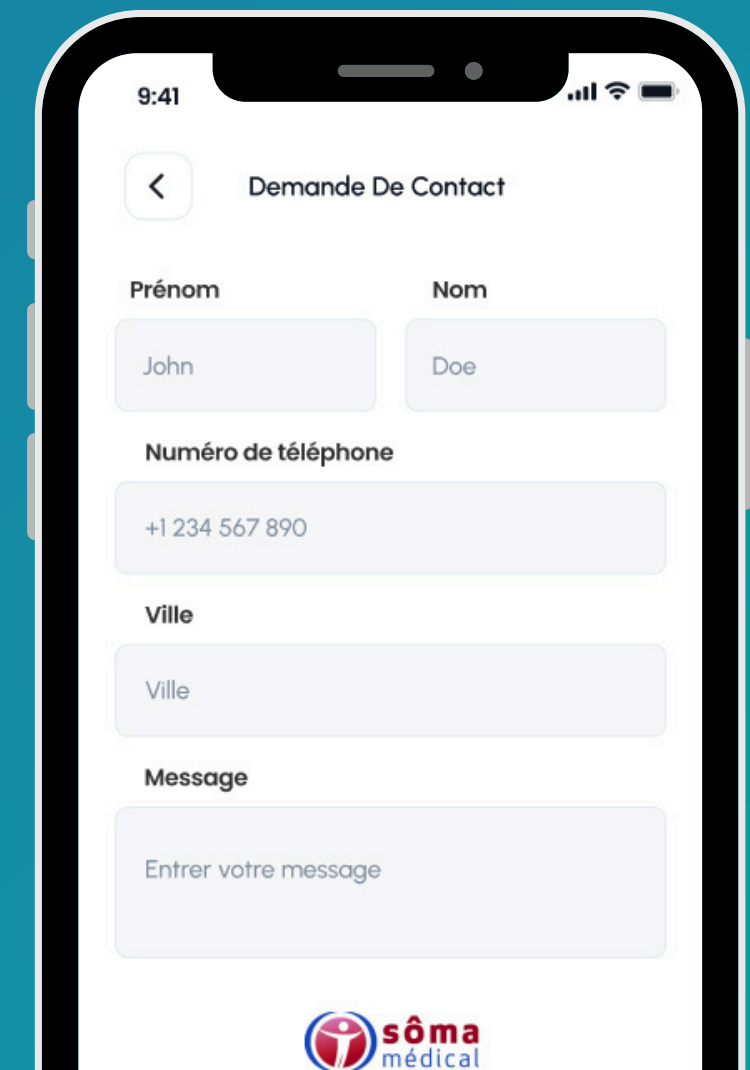 9:41
Demande De Contact
Prénom Nom
John Doe
Numéro de téléphone
+1 234 567 890
Ville
Ville
Message
Entrer votre message
sôma
médical